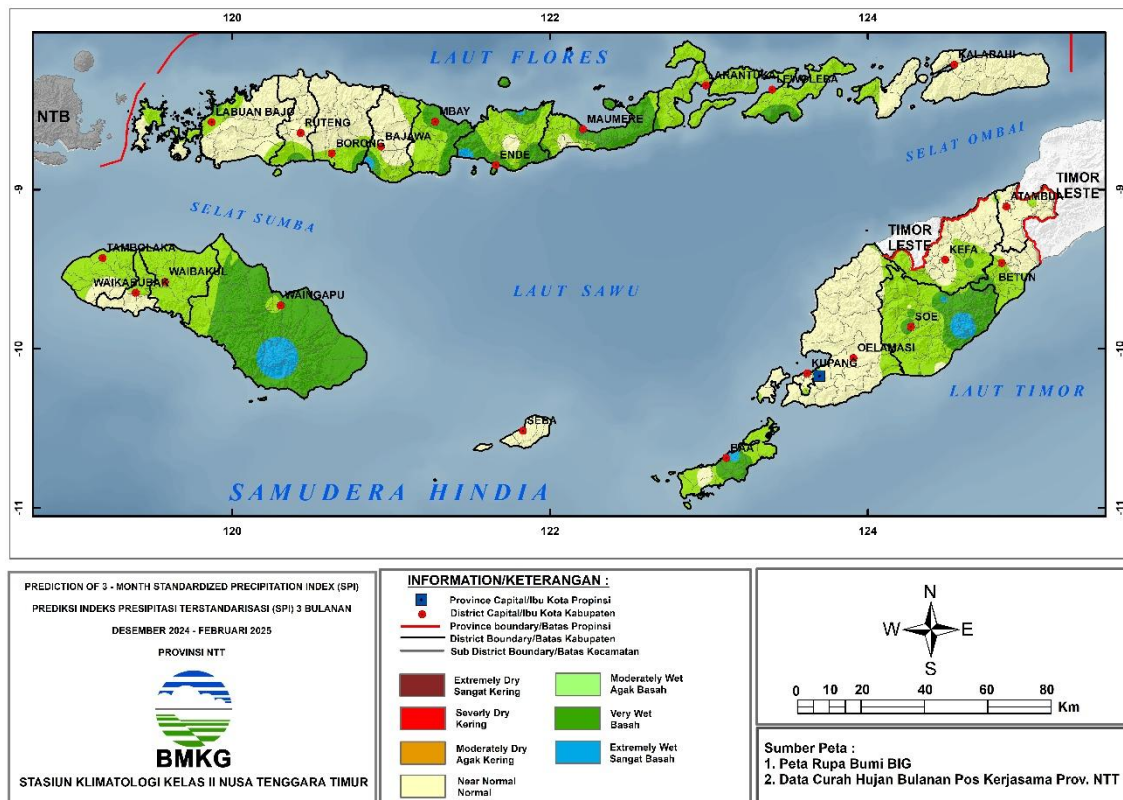 120
122
124
LAUT FLORES
KALABAHI
LARANTUKA
LEWOLEBA
NTB
LABUAN BAJO
MBAY
MAUMERE
RUTENG
BORONG
BAJAWA
ENDE
SELAT OMBAI
-9
-9
TIMOR
LESTE
ATAMBUA
SELAT SUMBA
TIMOR
LESTE
TAMBOLAKA
KEFA
WAIBAKUL
BETUN
WAIKABUBAK
WAINGAPU
LAUT SAWU
SOE
-10
-10
OELAMASI
KUPANG
LAUT TIMOR
SEBA
BAA
SAMUDERA HINDIA
-11
-11
120
122
124
PREDICTION OF 3 - MONTH STANDARDIZED PRECIPITATION INDEX (SPI)
PREDIKSI INDEKS PRESIPITASI TERSTANDARISASI (SPI) 3 BULANAN
DESEMBER 2024 - FEBRUARI 2025
PROVINSI NTT
BMKG
STASIUN KLIMATOLOGI KELAS II NUSA TENGGARA TIMUR
INFORMATION/KETERANGAN :
Province Capital/Ibu Kota Propinsi
District Capital/Ibu Kota Kabupaten
Province boundary/Batas Propinsi
District Boundary/Batas Kabupaten
Sub District Boundary/Batas Kecamatan
Extremely Dry
Sangat Kering
Severly Dry
Kering
Moderately Dry
Agak Kering
Near Normal
Normal
Moderately Wet
Agak Basah
Very Wet
Basah
Extremely Wet
Sangat Basah
N
W
E
S
0 10 20 40 60 80
Km
Sumber Peta :
1. Peta Rupa Bumi BIG
2. Data Curah Hujan Bulanan Pos Kerjasama Prov. NTT